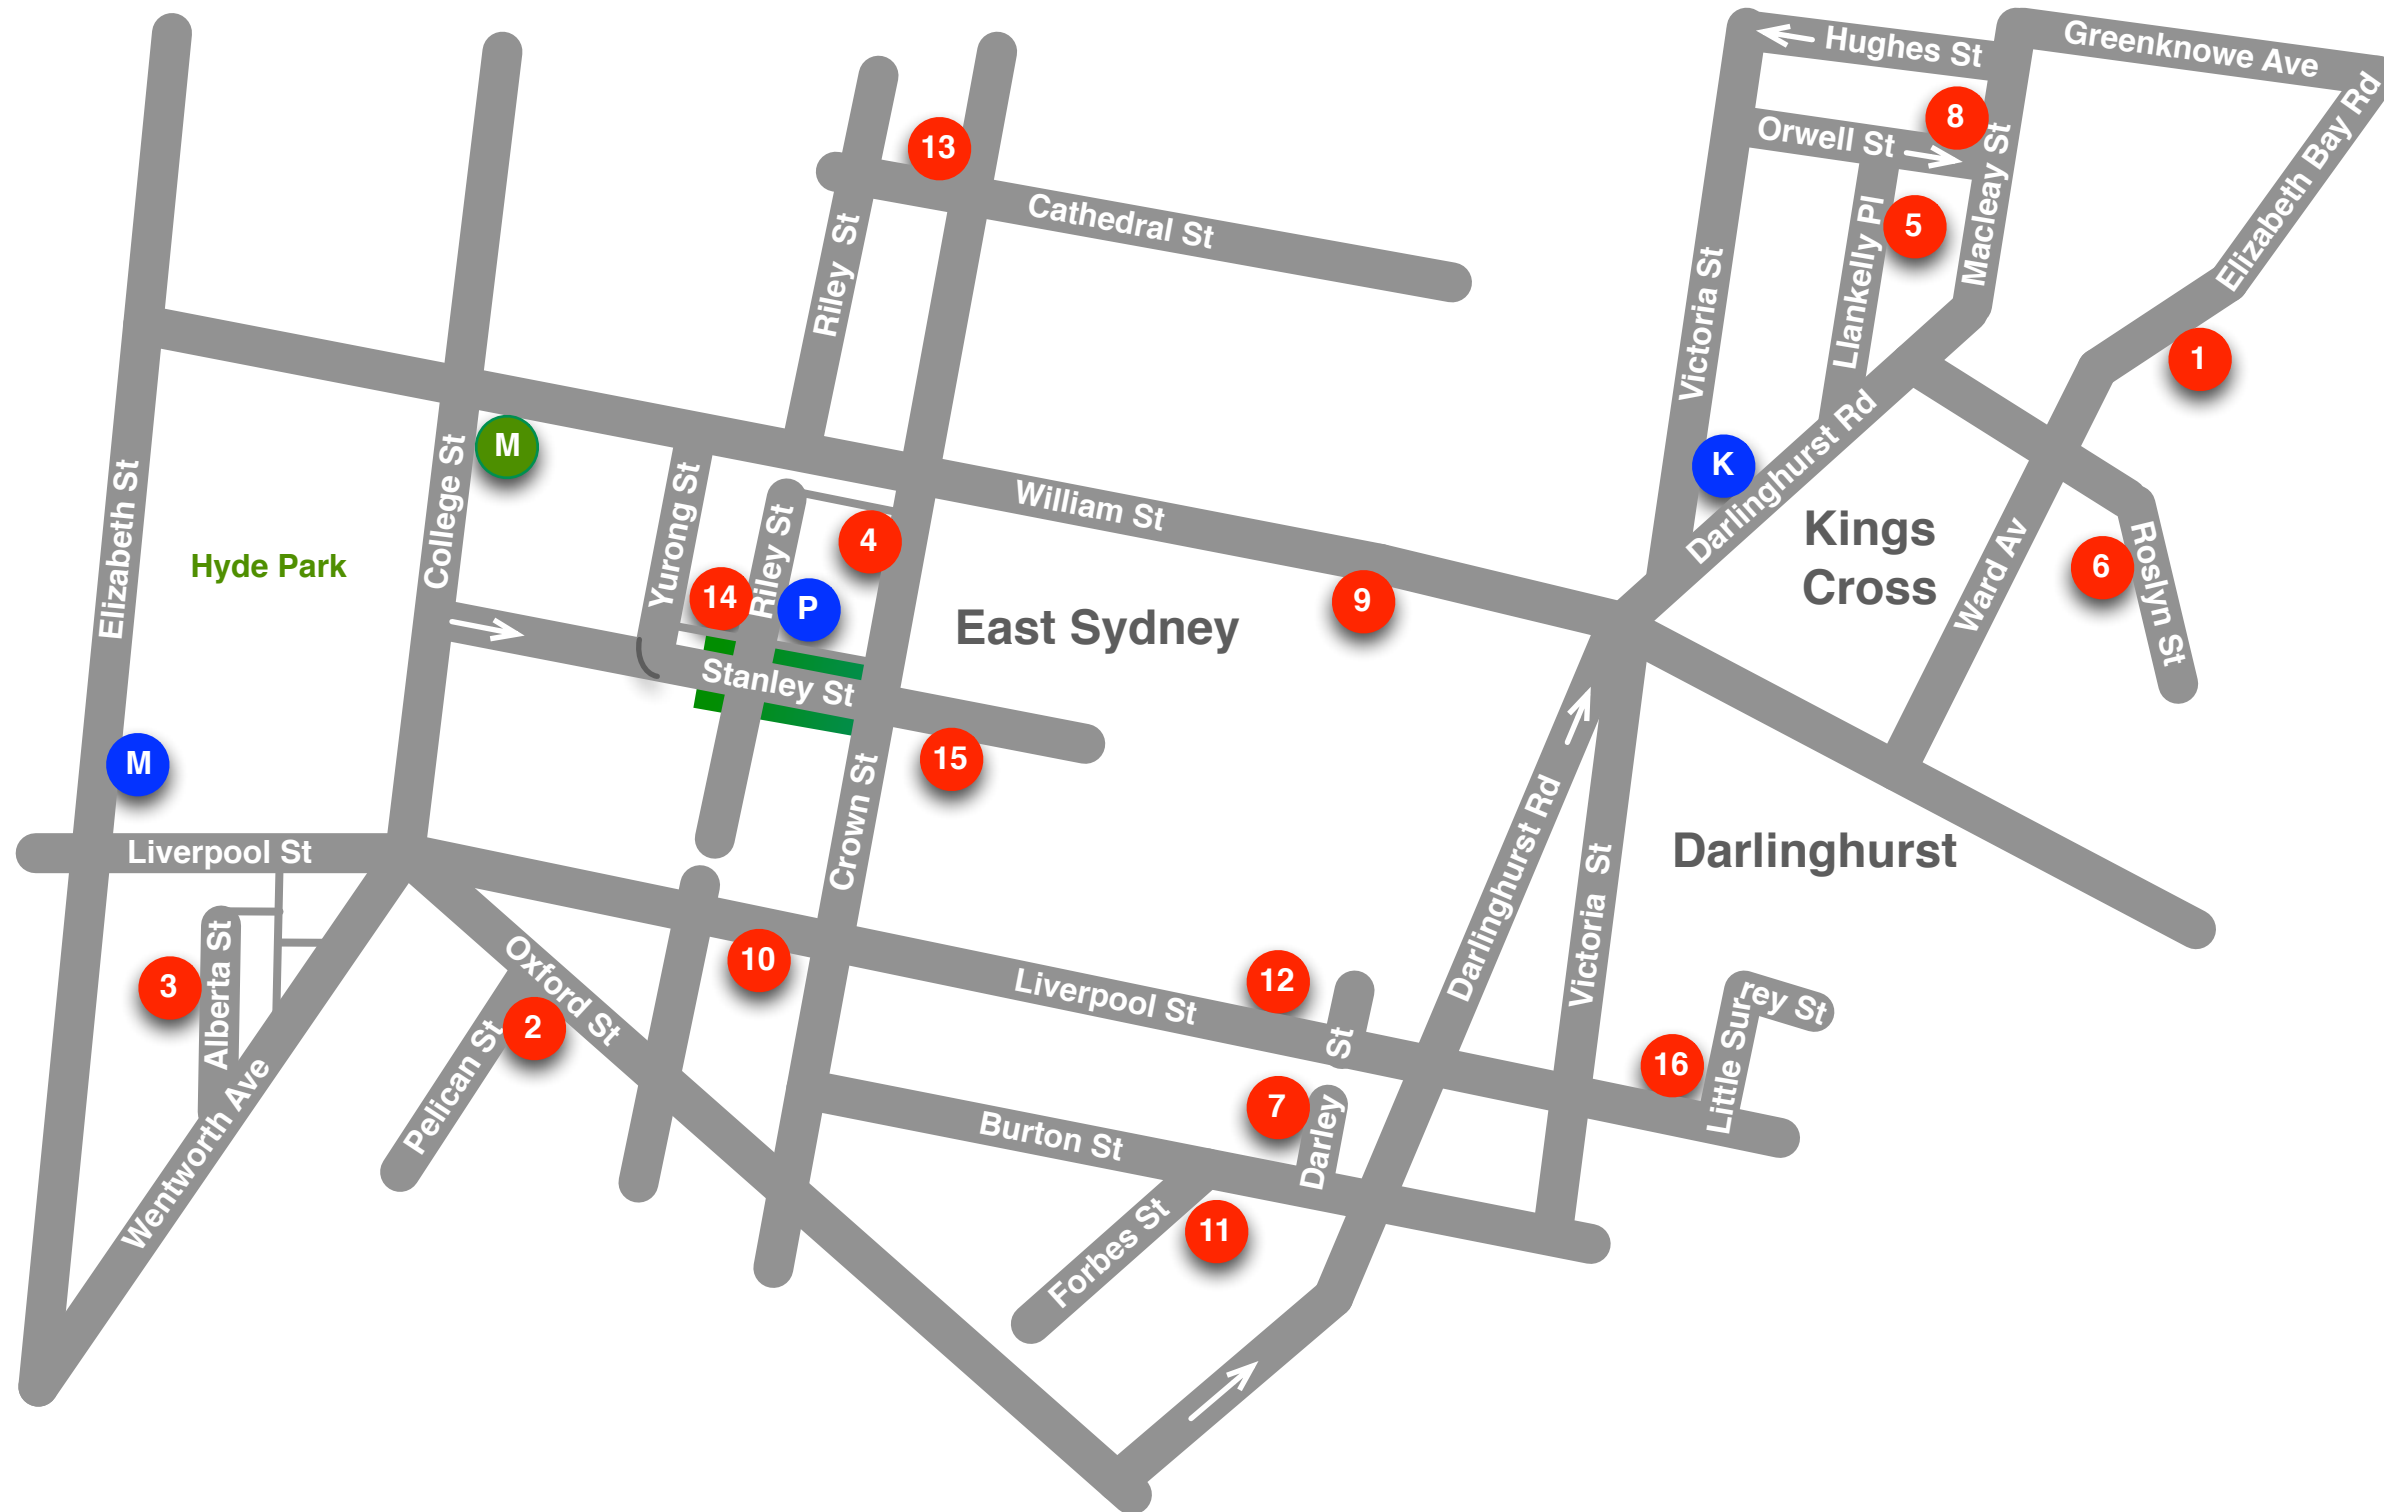 Hughes St
Greenknowe Ave
8
Orwell St
Elizabeth Bay Rd
13
Macleay St
Cathedral St
Riley St
5
Llankelly Pl
Victoria St
1
M
College St
K
Darlinghurst Rd
Elizabeth St
Yurong St
William St
Kings
Cross
Riley St
4
Hyde Park
14
P
East Sydney
9
Ward Av
6
Roslyn St
Stanley St
M
15
Crown St
Liverpool St
Darlinghurst Rd
Victoria St
Darlinghurst
3
Alberta St
Oxford St
10
2
Pelican St
Liverpool St
12
St
Little Surrey St
16
Wentworth Ave
Burton St
7
Darley
Forbes St
11